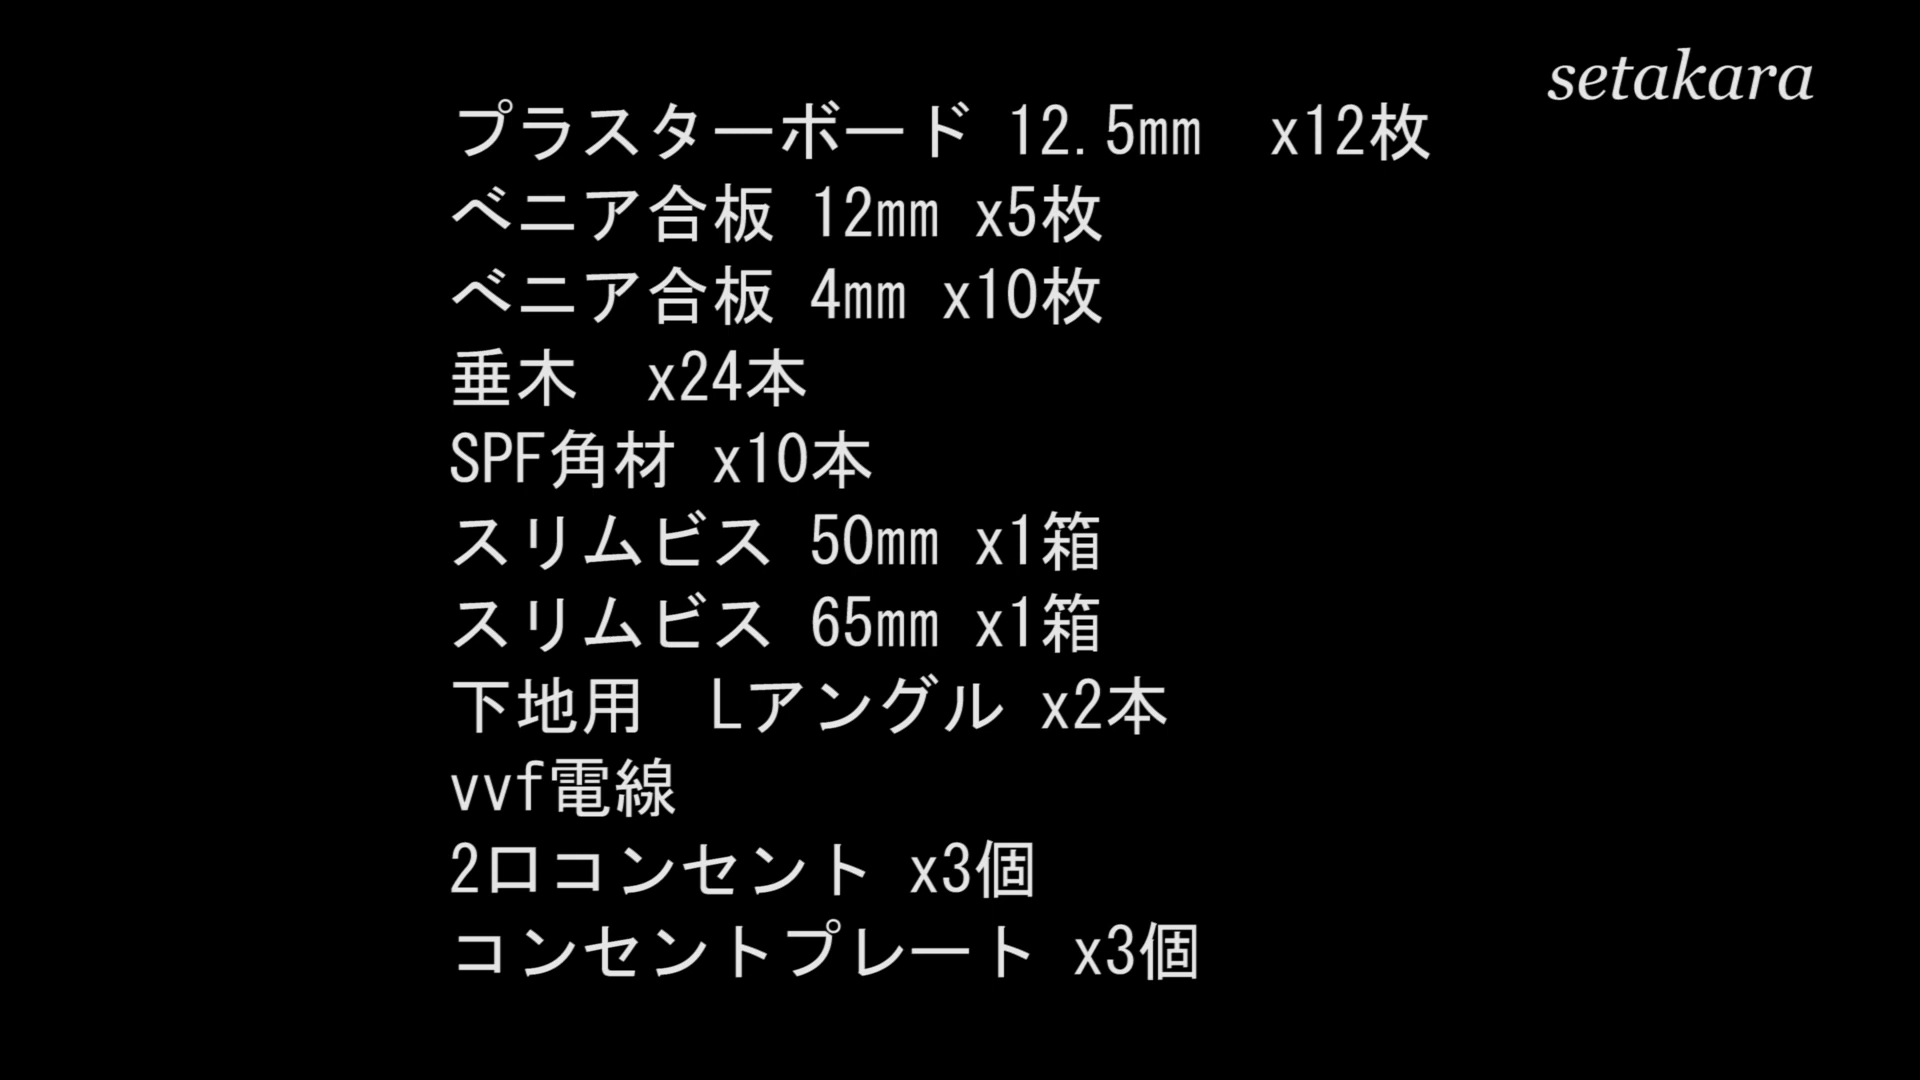 setakara
プラスターボード 12.5mm　x12枚
ベニア合板 12mm x5枚
ベニア合板 4mm x10枚
垂木　x24本
SPF角材 x10本
スリムビス 50mm x1箱
スリムビス 65mm x1箱
下地用　Lアングル x2本
vvf電線
2口コンセント x3個
コンセントプレート x3個